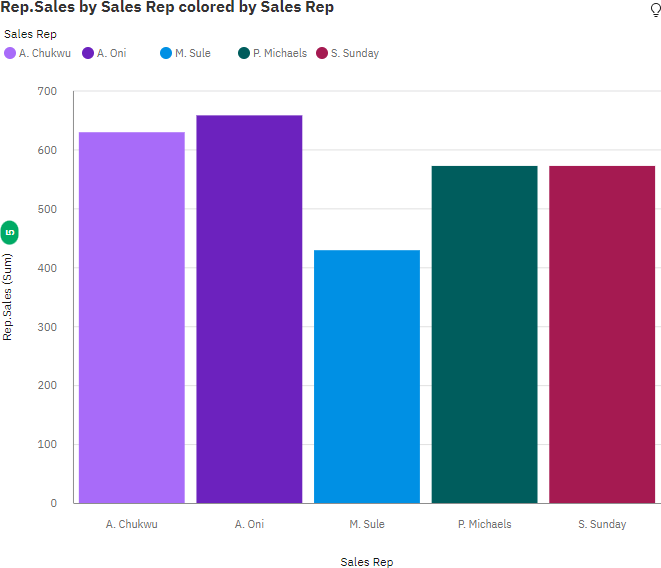 Rep.Sales by Sales Rep colored by Sales Rep
Sales Rep
A. Chukwu A. Oni M. Sule P. Michaels S. Sunday
700
600
500
400
300
200
100
0
5
Rep.Sales (Sum)
A. Chukwu A. Oni M. Sule P. Michaels S. Sunday
Sales Rep